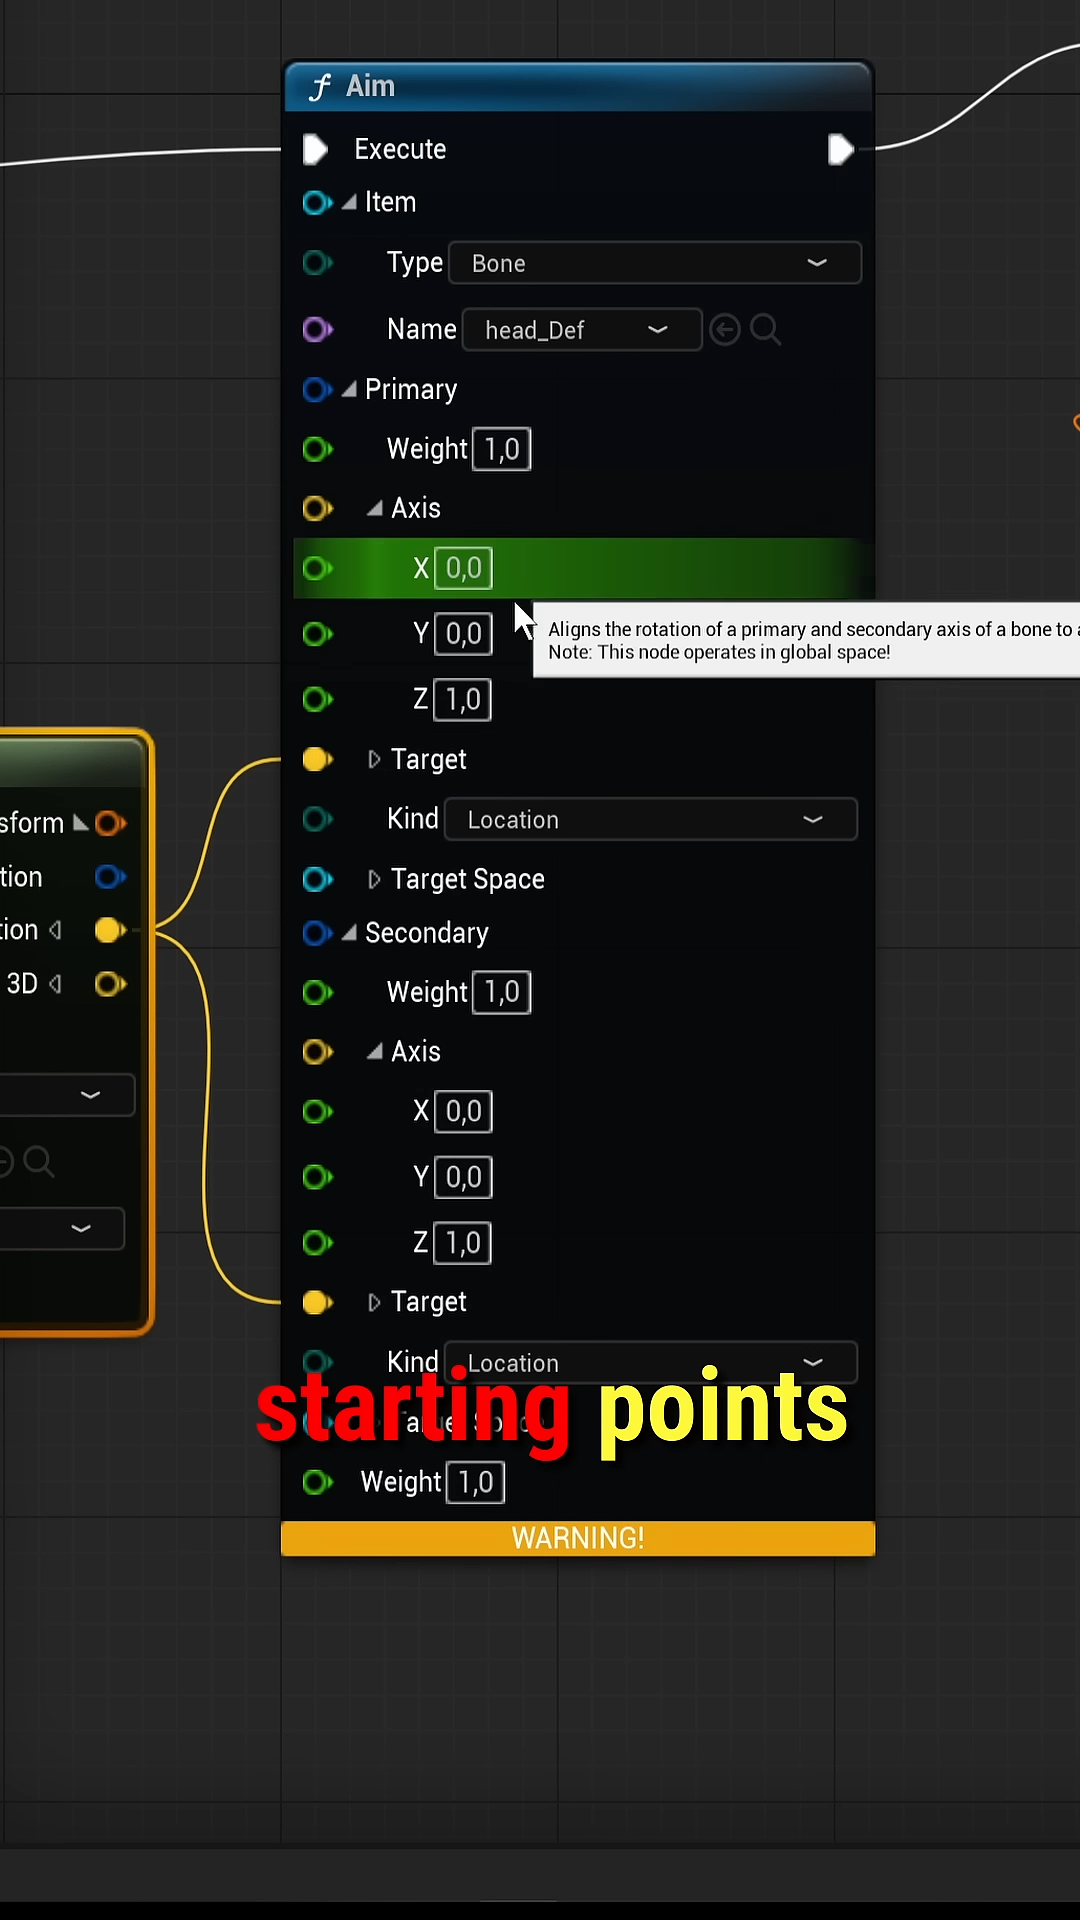 f Aim
Execute
Item
Type Bone
Name head_Def
Primary
Weight 1,0
Axis
X 0,0
Aligns the rotation of a primary and secondary axis of a bone to a
Note: This node operates in global space!
Y 0,0
Z 1,0
Target
sform
Kind Location
tion
Target Space
tion
Secondary
3D
Weight 1,0
Axis
X 0,0
Y 0,0
Z 1,0
Target
Kind Location
starting points
Weight 1,0
WARNING!